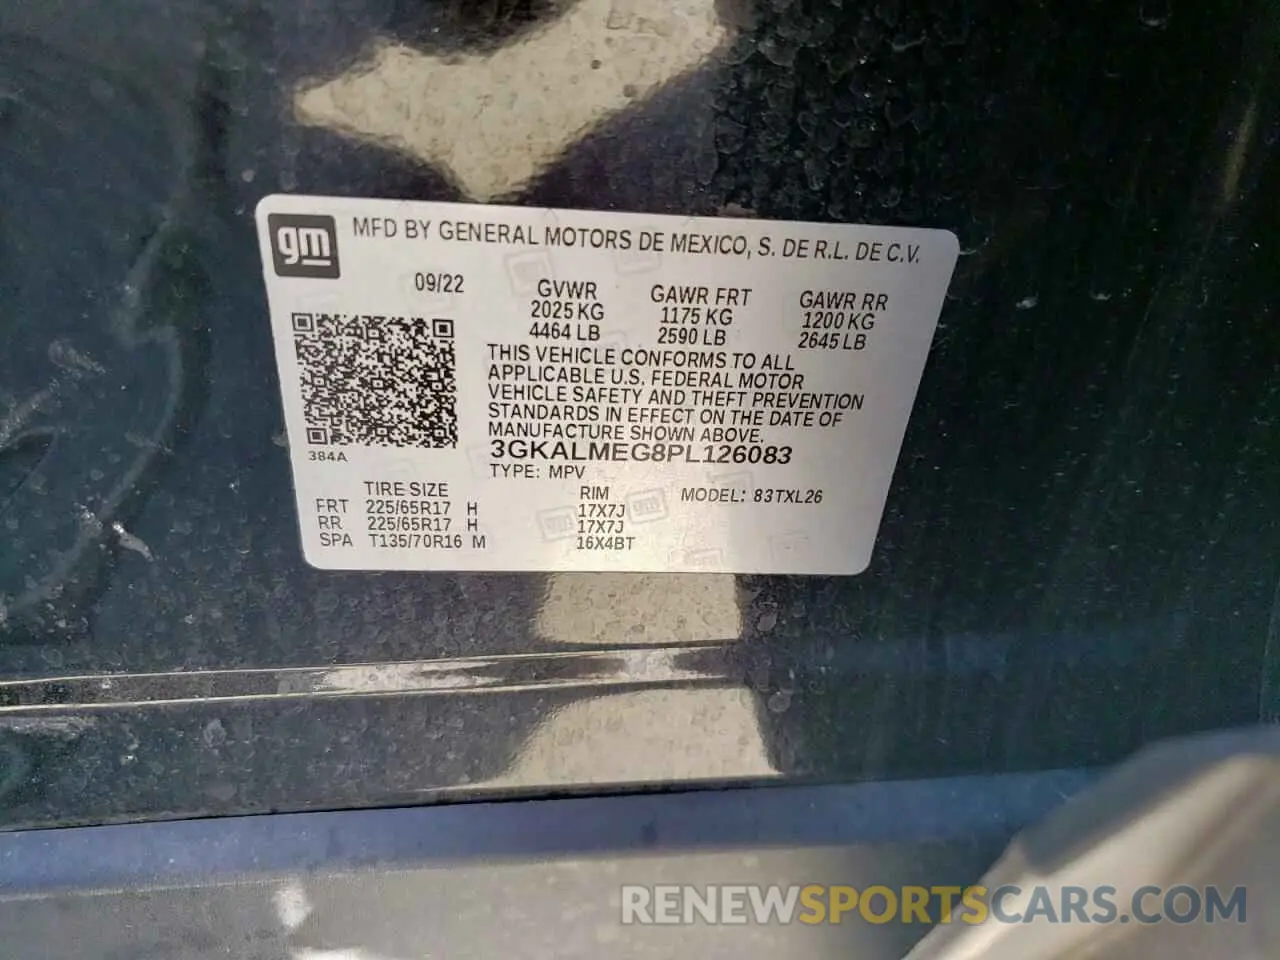 gm
MFD BY GENERAL MOTORS DE MEXICO, S. DE R.L. DE C.V.
09/22
GVWR GAWR FRT GAWR RR
2025 KG 1175 KG 1200 KG
4464 LB 2590 LB 2645 LB
THIS VEHICLE CONFORMS TO ALL
APPLICABLE U.S. FEDERAL MOTOR
VEHICLE SAFETY AND THEFT PREVENTION
STANDARDS IN EFFECT ON THE DATE OF
MANUFACTURE SHOWN ABOVE.
3GKALMEG8PL126083
384A
TYPE: MPV
TIRE SIZE RIM MODEL: 83TXL26
FRT 225/65R17 H 17X7J
RR 225/65R17 H 17X7J
SPA T135/70R16 M 16X4BT
RENEWSPORTSCARS.COM